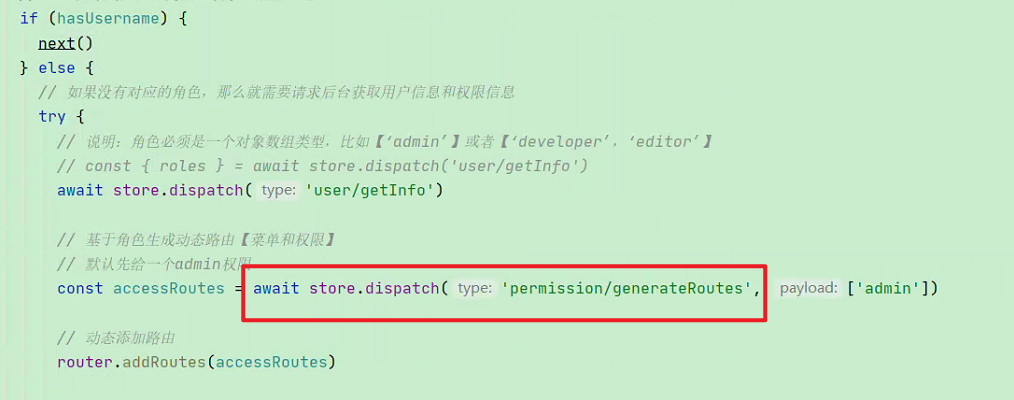 if (hasUsername) {
next()
} else {
// 如果没有对应的角色，那么就需要请求后台获取用户信息和权限信息
try {
// 说明：角色必须是一个对象数组类型，比如【‘admin’】或者【‘developer’，‘editor’】
// const { roles } = await store.dispatch('user/getInfo')
await store.dispatch( type: 'user/getInfo')
// 基于角色生成动态路由【菜单和权限】
// 默认先给一个admin权限
const accessRoutes = await store.dispatch( type: 'permission/generateRoutes', payload: ['admin'])
// 动态添加路由
router.addRoutes(accessRoutes)